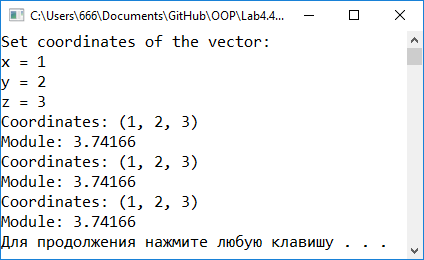 C:\Users\666\Documents\GitHub\OOP\Lab4.4...
Set coordinates of the vector:
x = 1
y = 2
z = 3
Coordinates: (1, 2, 3)
Module: 3.74166
Coordinates: (1, 2, 3)
Module: 3.74166
Coordinates: (1, 2, 3)
Module: 3.74166
Для продолжения нажмите любую клавишу . . .